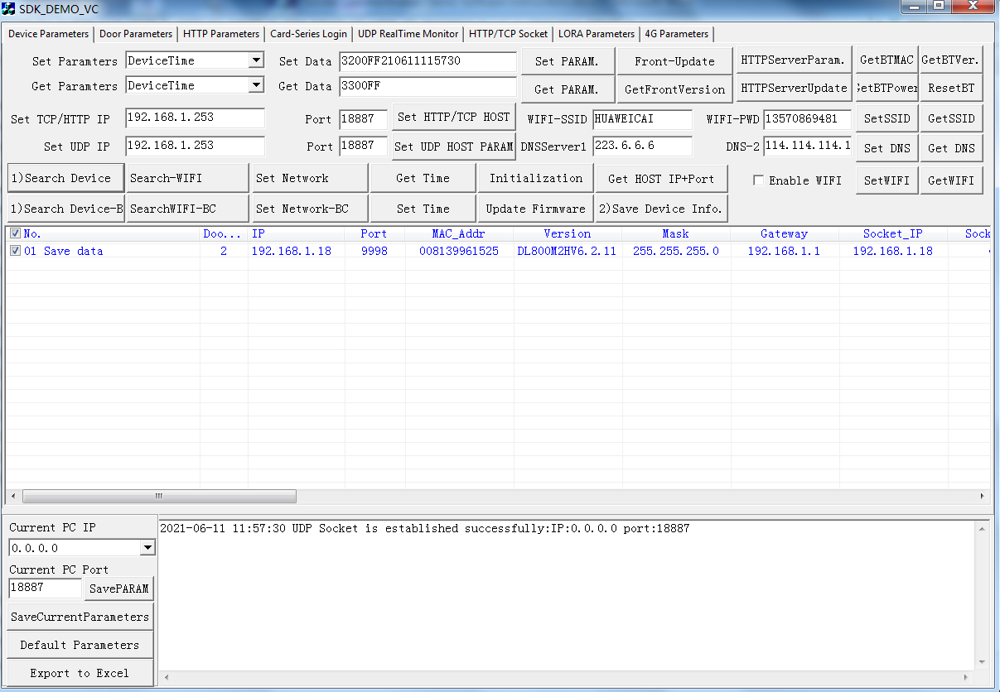 SDK_DEMO_VC
Device Parameters Door Parameters HTTP Parameters Card-Series Login UDP RealTime Monitor HTTP/TCP Socket LORA Parameters 4G Parameters
Set Paramters DeviceTime Set Data 3200FF210611115730 Set PARAM. Front-Update HTTPServerParam. GetBTMAC GetBTVer.
Get Paramters DeviceTime Get Data 3300FF Get PARAM. GetFrontVersion HTTPServerUpdate GetBTPower ResetBT
Set TCP/HTTP IP 192.168.1.253 Port 18887 Set HTTP/TCP HOST WIFI-SSID HUAWEICAI WIFI-PWD 13570869481 SetSSID GetSSID
Set UDP IP 192.168.1.253 Port 18887 Set UDP HOST PARAM DNSServer1 223.6.6.6 DNS-2 114.114.114.1 Set DNS Get DNS
1)Search Device Search-WIFI Set Network Get Time Initialization Get HOST IP+Port Enable WIFI SetWIFI GetWIFI
1)Search Device-B SearchWIFI-BC Set Network-BC Set Time Update Firmware 2)Save Device Info.
No. Doo... IP Port MAC_Addr Version Mask Gateway Socket_IP Sock
01 Save data 2 192.168.1.18 9998 008139961525 DL800M2HV6.2.11 255.255.255.0 192.168.1.1 192.168.1.18
Current PC IP
0.0.0.0
Current PC Port
18887 SavePARAM
SaveCurrentParameters
Default Parameters
Export to Excel
2021-06-11 11:57:30 UDP Socket is established successfully:IP:0.0.0.0 port:18887